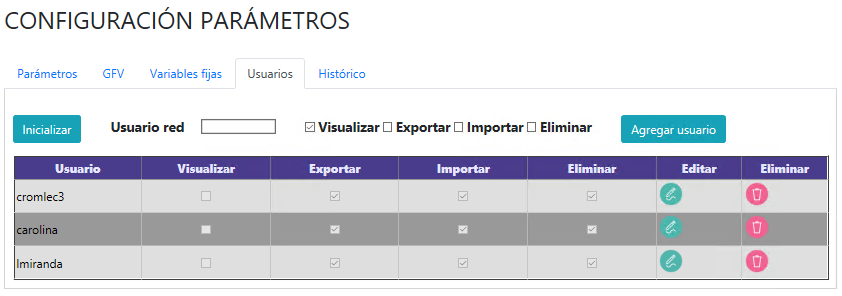 CONFIGURACIÓN PARÁMETROS
Parámetros GFV Variables fijas Usuarios Histórico
Inicializar Usuario red Visualizar Exportar Importar Eliminar Agregar usuario
Usuario Visualizar Exportar Importar Eliminar Editar Eliminar
cromlec3
carolina
lmiranda